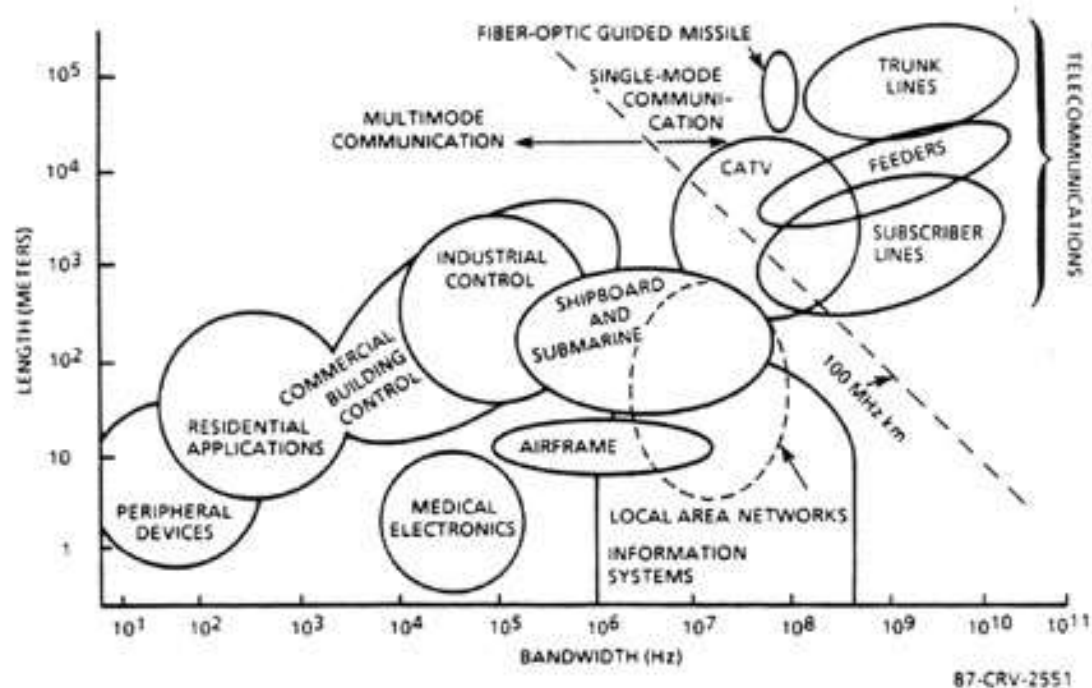 FIBER-OPTIC GUIDED MISSILE
SINGLE-MODE
COMMUNI-
CATION
MULTIMODE
COMMUNICATION
TRUNK
LINES
CATV
FEEDERS
SUBSCRIBER
LINES
TELECOMMUNICATIONS
INDUSTRIAL
CONTROL
SHIPBOARD
AND
SUBMARINE
COMMERCIAL
BUILDING
CONTROL
100 MHz km
RESIDENTIAL
APPLICATIONS
AIRFRAME
PERIPHERAL
DEVICES
MEDICAL
ELECTRONICS
LOCAL AREA NETWORKS
INFORMATION
SYSTEMS
LENGTH (METERS)
10⁵
10⁴
10³
10²
10
1
10¹ 10² 10³ 10⁴ 10⁵ 10⁶ 10⁷ 10⁸ 10⁹ 10¹⁰ 10¹¹
BANDWIDTH (Hz)
87-CRV-2551